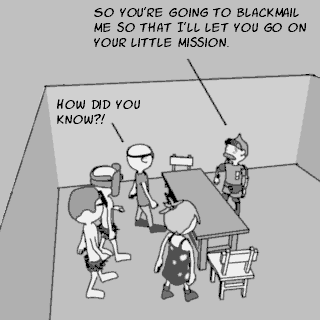 SO YOU'RE GOING TO BLACKMAIL
ME SO THAT I'LL LET YOU GO ON
YOUR LITTLE MISSION.
HOW DID YOU
KNOW?!